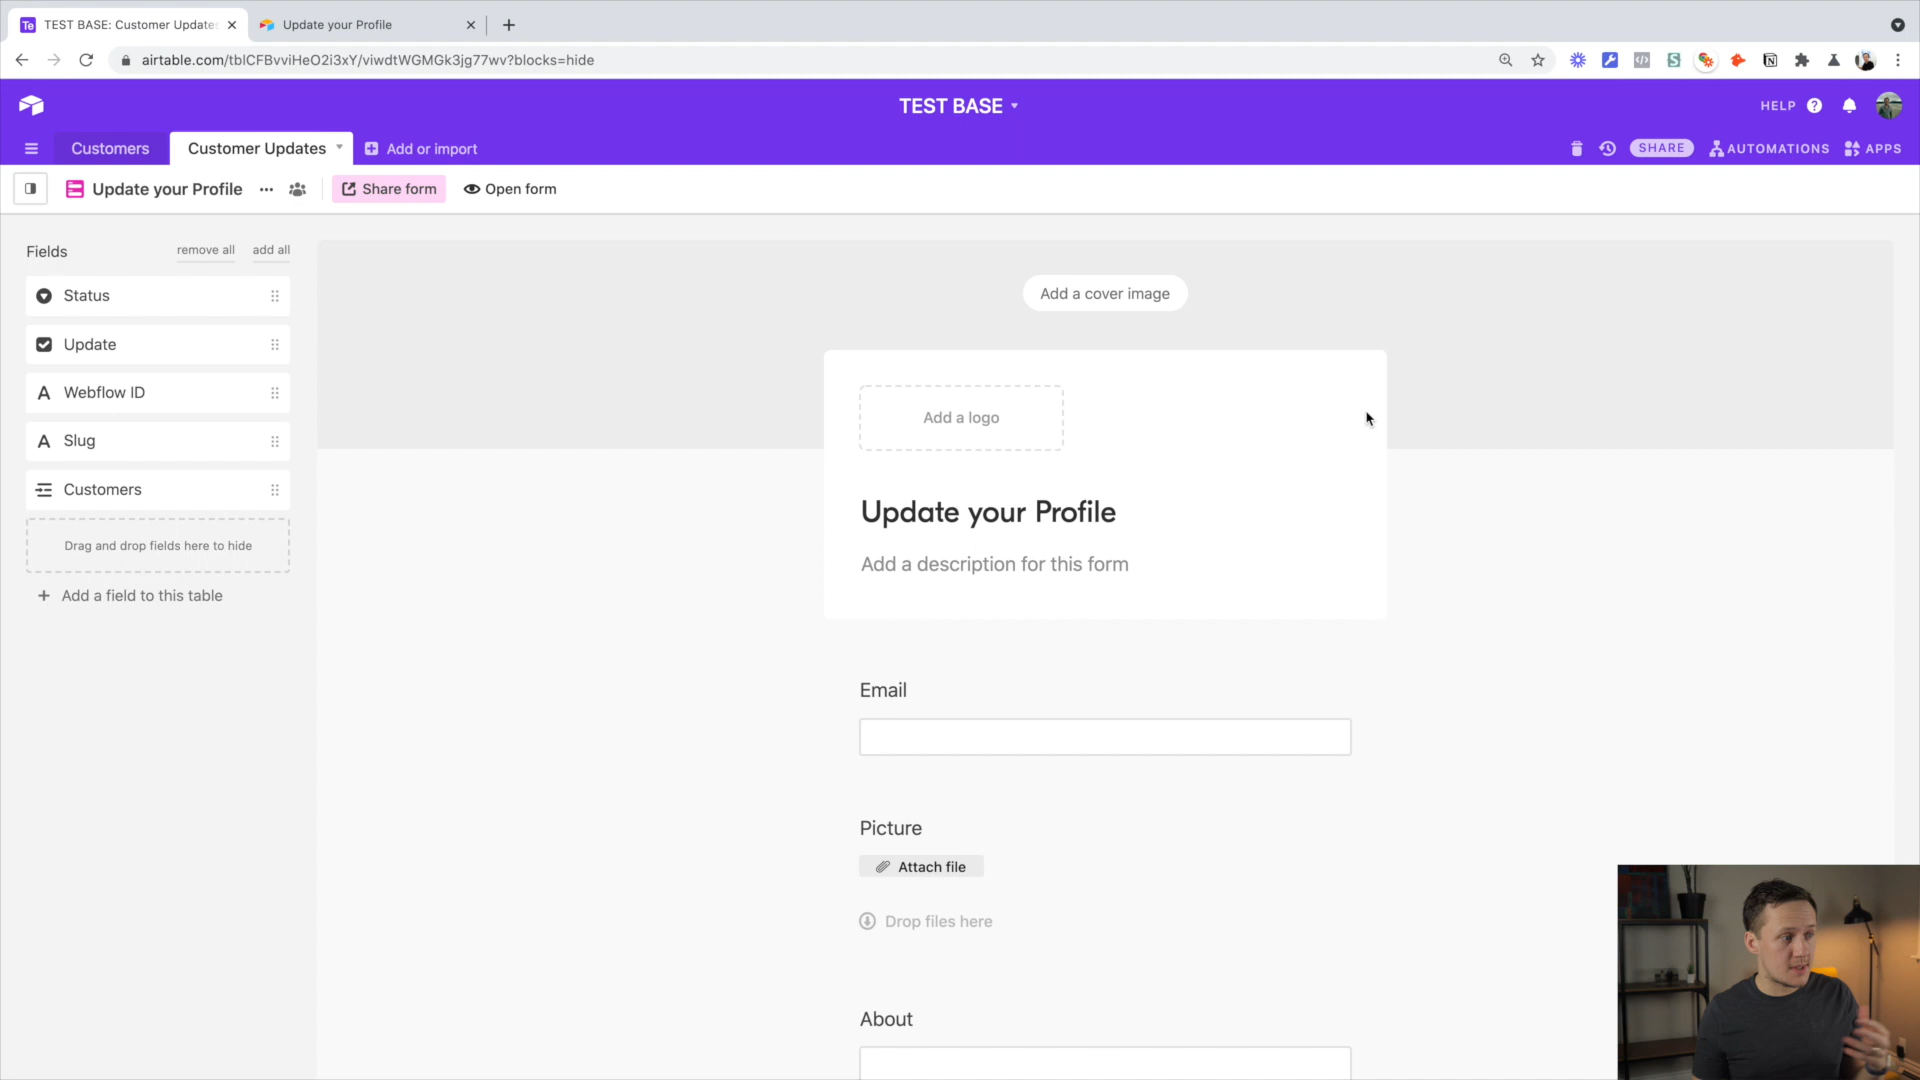 Te TEST BASE: Customer Update
Update your Profile
airtable.com/tblCFBvviHeO2i3xY/viwdtWGMGk3jg77wv?blocks=hide
TEST BASE
HELP
Customers
Customer Updates
Add or import
SHARE
AUTOMATIONS
APPS
Update your Profile
Share form
Open form
Fields
remove all
add all
Add a cover image
Status
Update
Webflow ID
Slug
Customers
Drag and drop fields here to hide
Add a field to this table
Add a logo
Update your Profile
Add a description for this form
Email
Picture
Attach file
Drop files here
About